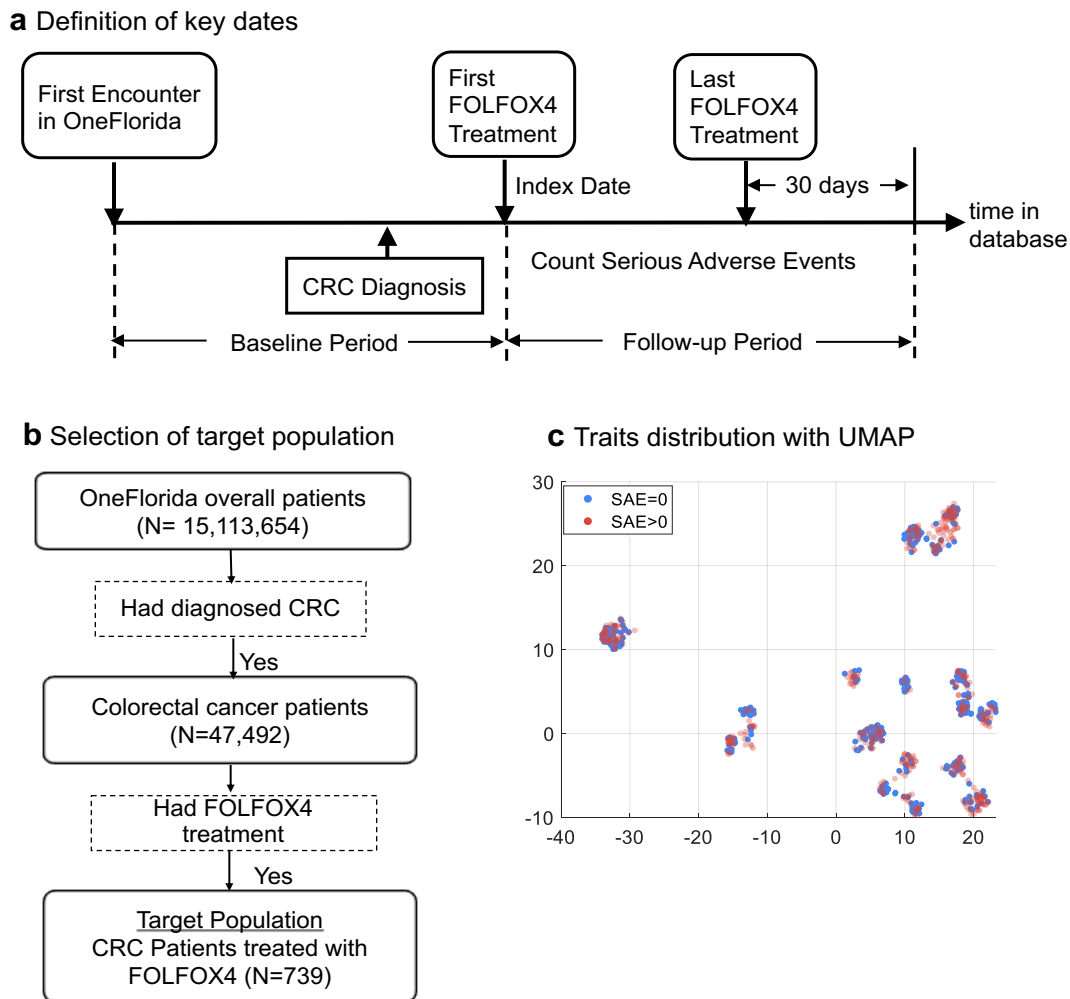 a Definition of key dates
First Encounter
in OneFlorida
First
FOLFOX4
Treatment
Last
FOLFOX4
Treatment
Index Date
30 days
time in
database
CRC Diagnosis
Count Serious Adverse Events
Baseline Period
Follow-up Period
b Selection of target population
OneFlorida overall patients
(N= 15,113,654)
Had diagnosed CRC
Yes
Colorectal cancer patients
(N=47,492)
Had FOLFOX4
treatment
Yes
Target Population
CRC Patients treated with
FOLFOX4 (N=739)
c Traits distribution with UMAP
SAE=0
SAE>0
30
20
10
0
-10
-40
-30
-20
-10
0
10
20